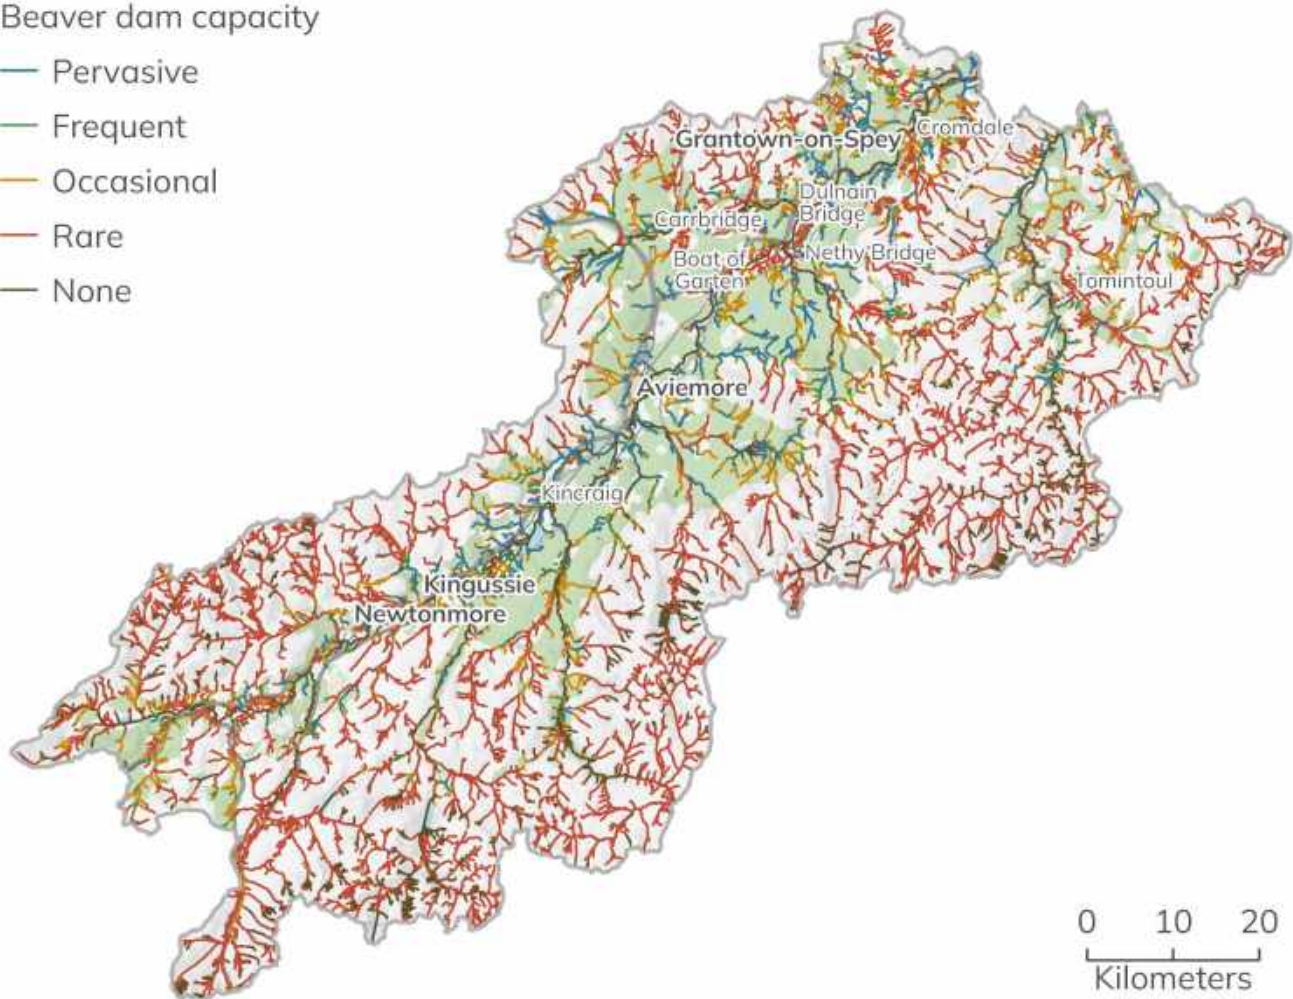 Beaver dam capacity
Pervasive
Frequent
Occasional
Rare
None
Cromdale
Grantown-on-Spey
Dulnain
Bridge
Carrbridge
Nethy Bridge
Boat of
Garten
Tomintoul
Aviemore
Kincraig
Kingussie
Newtonmore
0 10 20
Kilometers